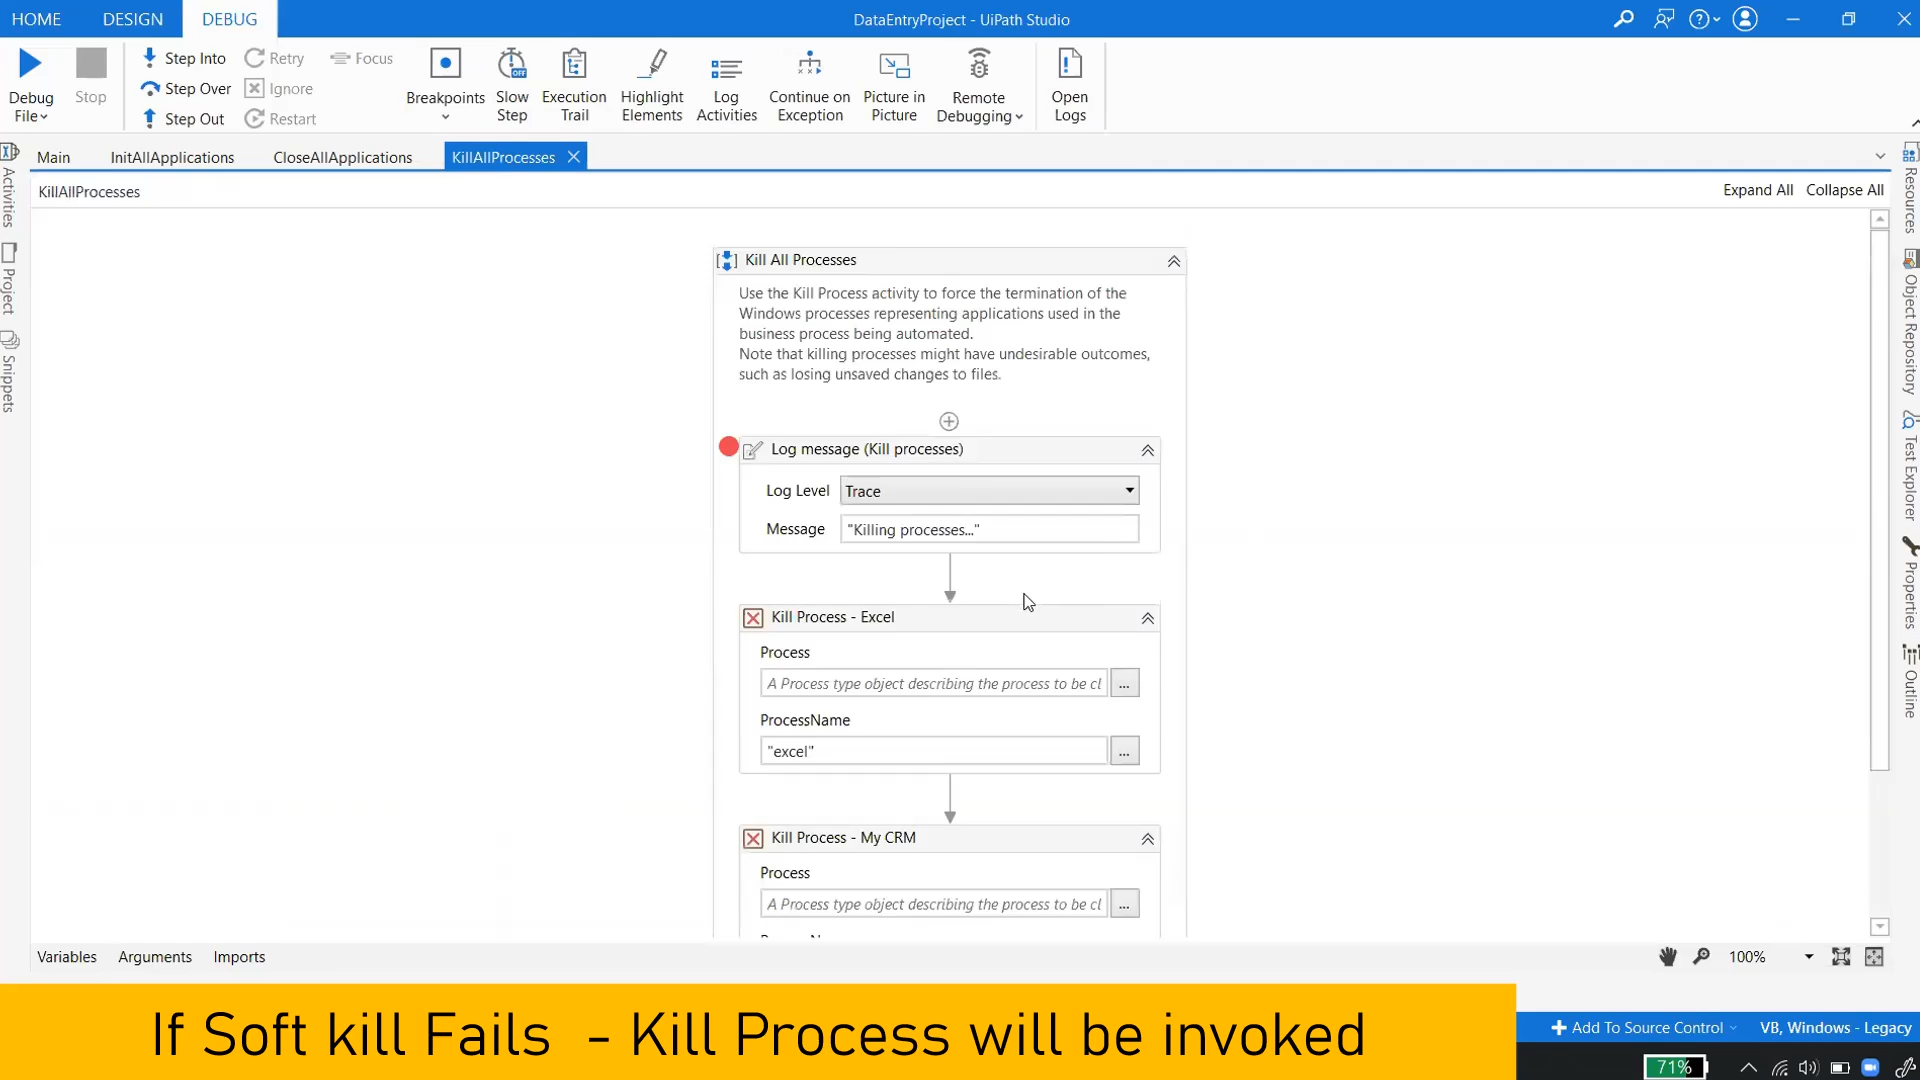 HOME
DESIGN
DEBUG
DataEntryProject - UiPath Studio
Debug
File
Stop
Step Into
Step Over
Step Out
Retry
Ignore
Restart
Focus
Breakpoints
Slow
Step
OFF
Execution
Trail
Highlight
Elements
Log
Activities
Continue on
Exception
Picture in
Picture
Remote
Debugging
Open
Logs
Main
InitAllApplications
CloseAllApplications
KillAllProcesses
KillAllProcesses
Expand All
Collapse All
Activities
Project
Snippets
Resources
Object Repository
Test Explorer
Properties
Outline
Kill All Processes
Use the Kill Process activity to force the termination of the
Windows processes representing applications used in the
business process being automated.
Note that killing processes might have undesirable outcomes,
such as losing unsaved changes to files.
Log message (Kill processes)
Log Level
Trace
Message
"Killing processes..."
Kill Process - Excel
Process
A Process type object describing the process to be cl
...
ProcessName
"excel"
...
Kill Process - My CRM
Process
A Process type object describing the process to be cl
...
Variables
Arguments
Imports
100%
If Soft kill Fails - Kill Process will be invoked
Add To Source Control
VB, Windows - Legacy
71%